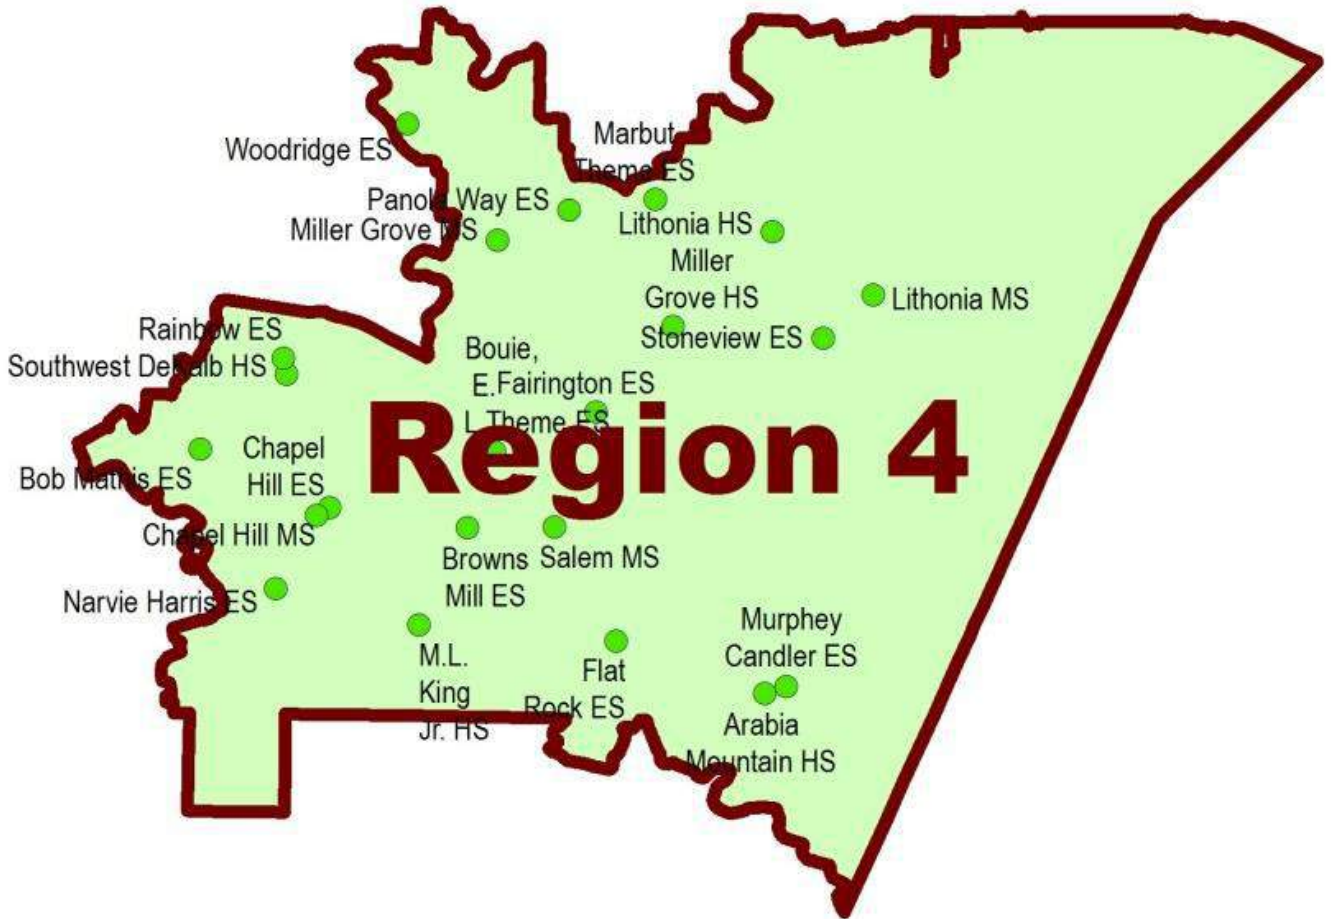 Marbut
Theme ES
Woodridge ES
Panola Way ES
Miller Grove MS
Lithonia HS
Miller
Grove HS
Lithonia MS
Stoneview ES
Rainbow ES
Southwest DeKalb HS
Bouie,
E.
L. Theme ES
Fairington ES
Region 4
Bob Mathis ES
Chapel
Hill ES
Chapel Hill MS
Browns
Mill ES
Salem MS
Narvie Harris ES
M.L.
King
Jr. HS
Flat
Rock ES
Murphey
Candler ES
Arabia
Mountain HS